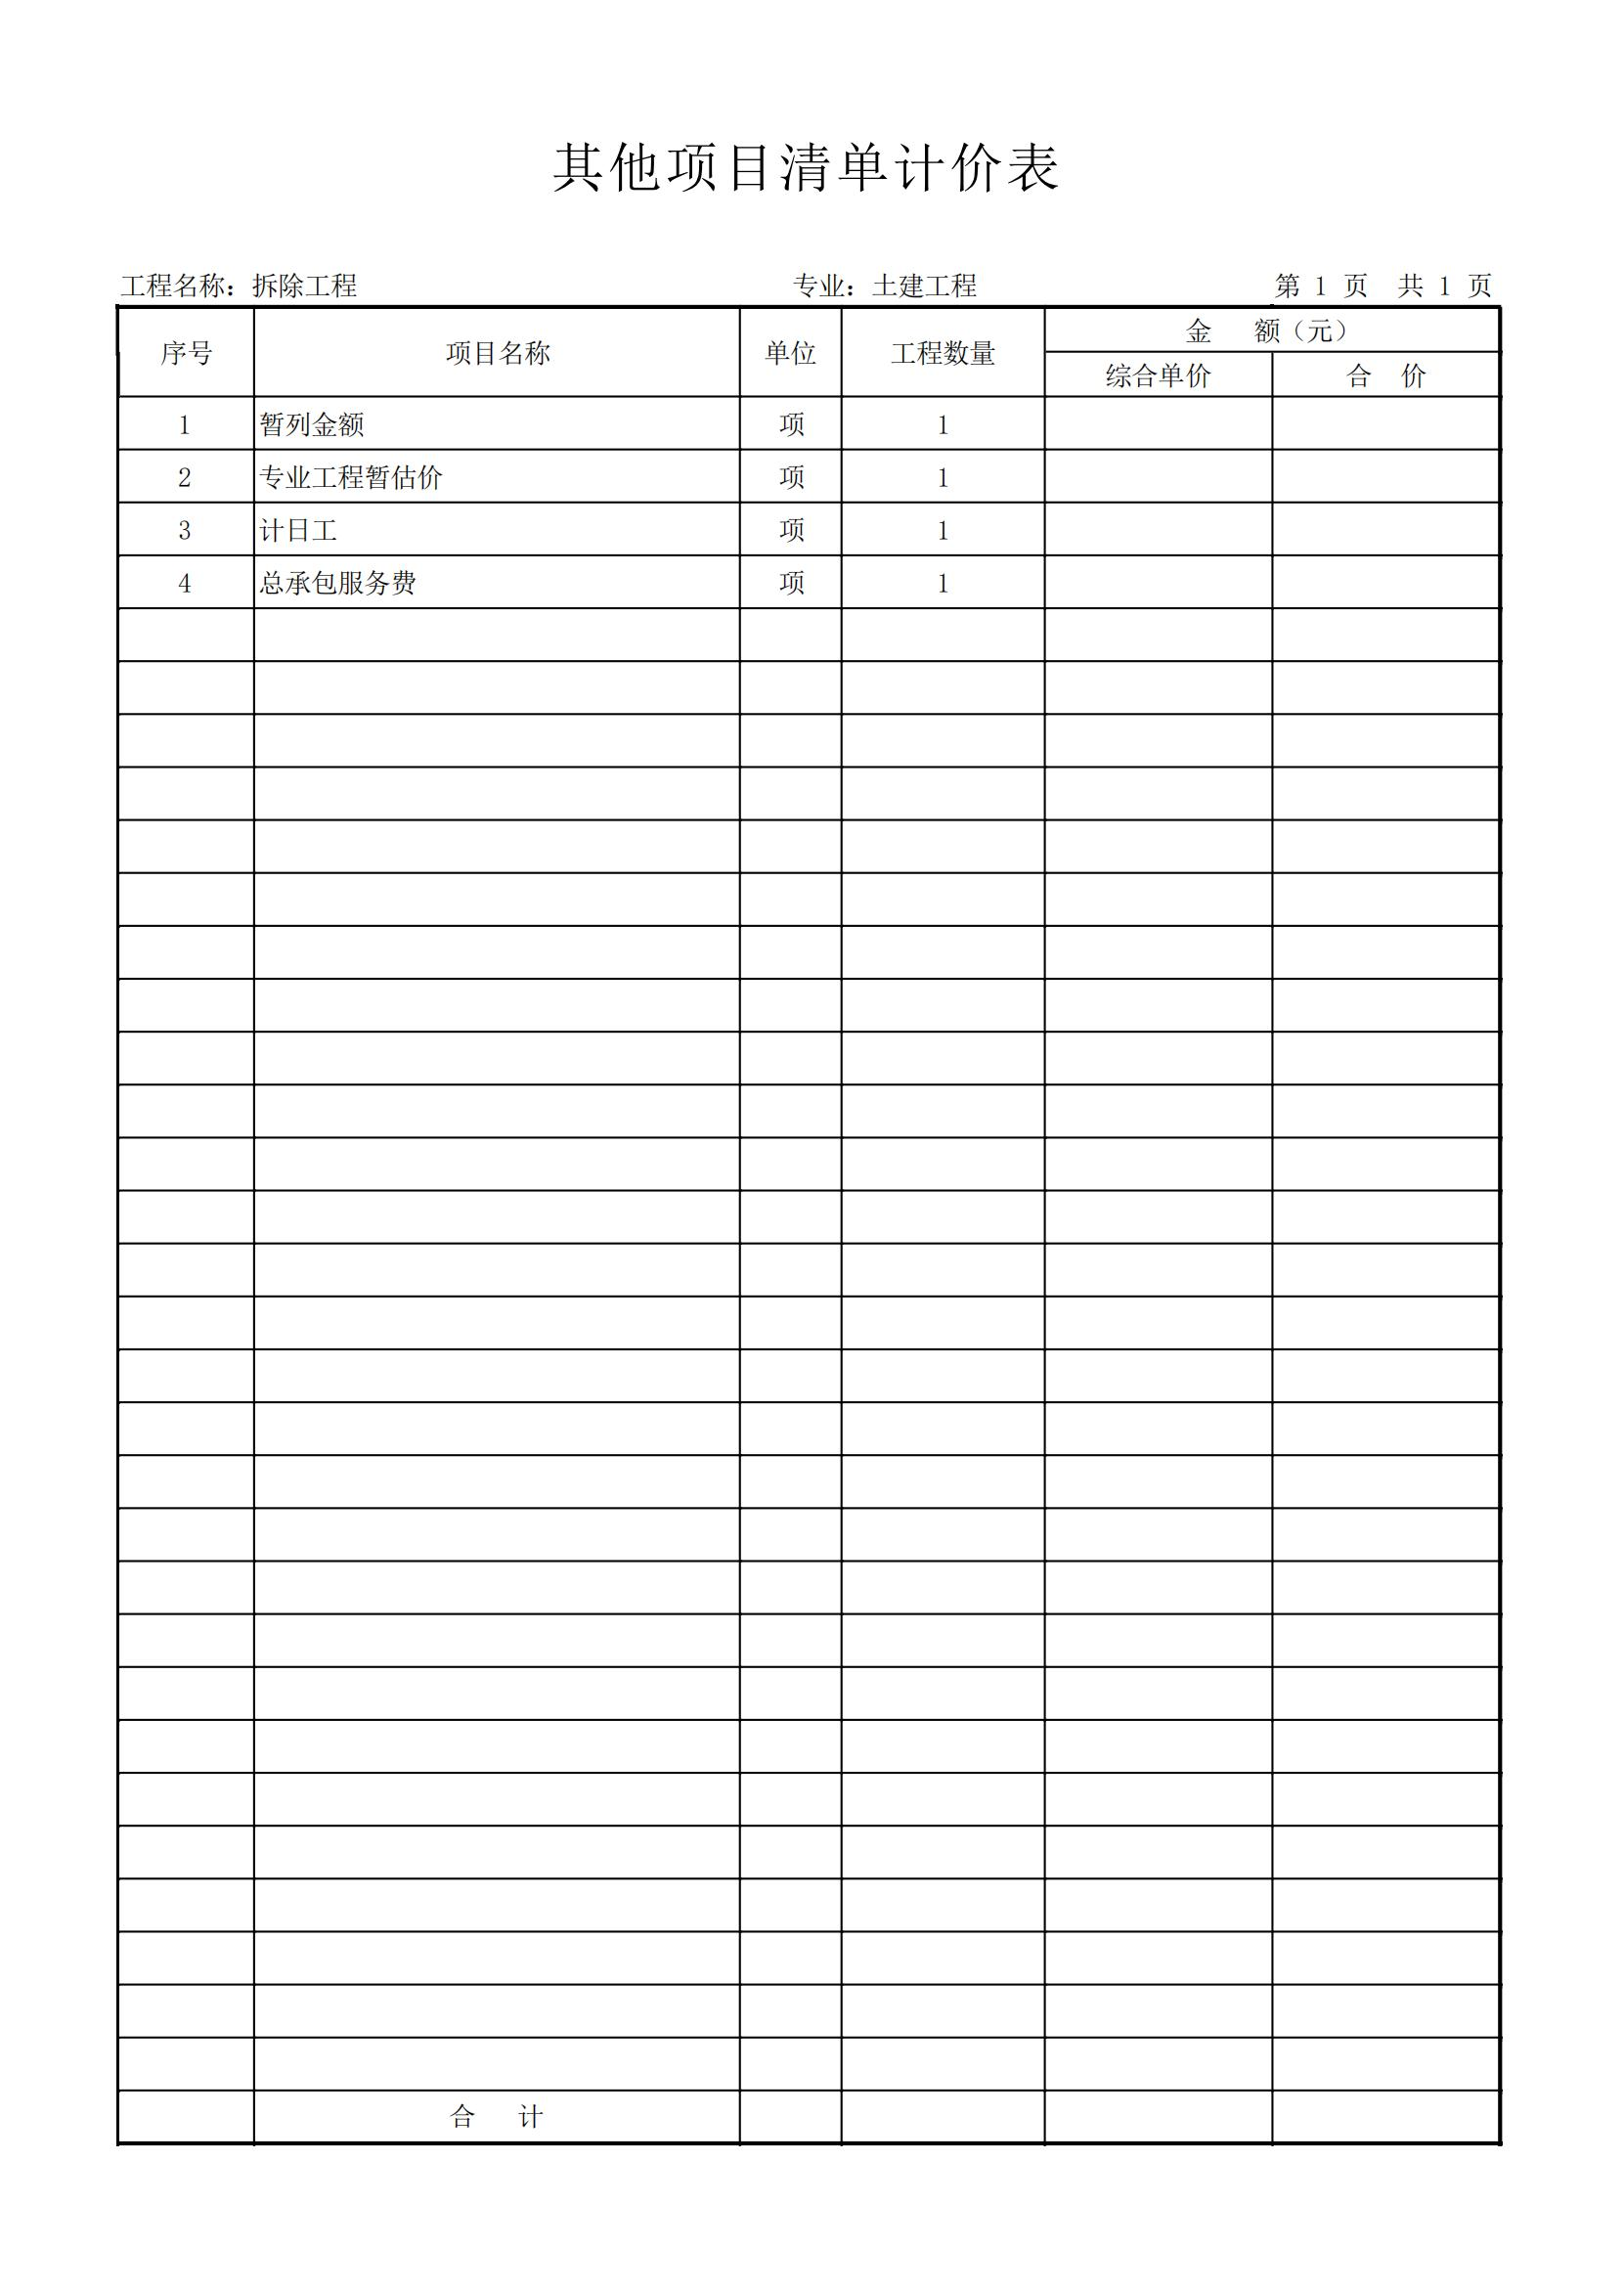 其他项目清单计价表
工程名称：拆除工程 专业：土建工程 第 1 页 共 1 页
序号 项目名称 单位 工程数量 金 额（元）
综合单价 合 价
1 暂列金额 项 1
2 专业工程暂估价 项 1
3 计日工 项 1
4 总承包服务费 项 1
合 计